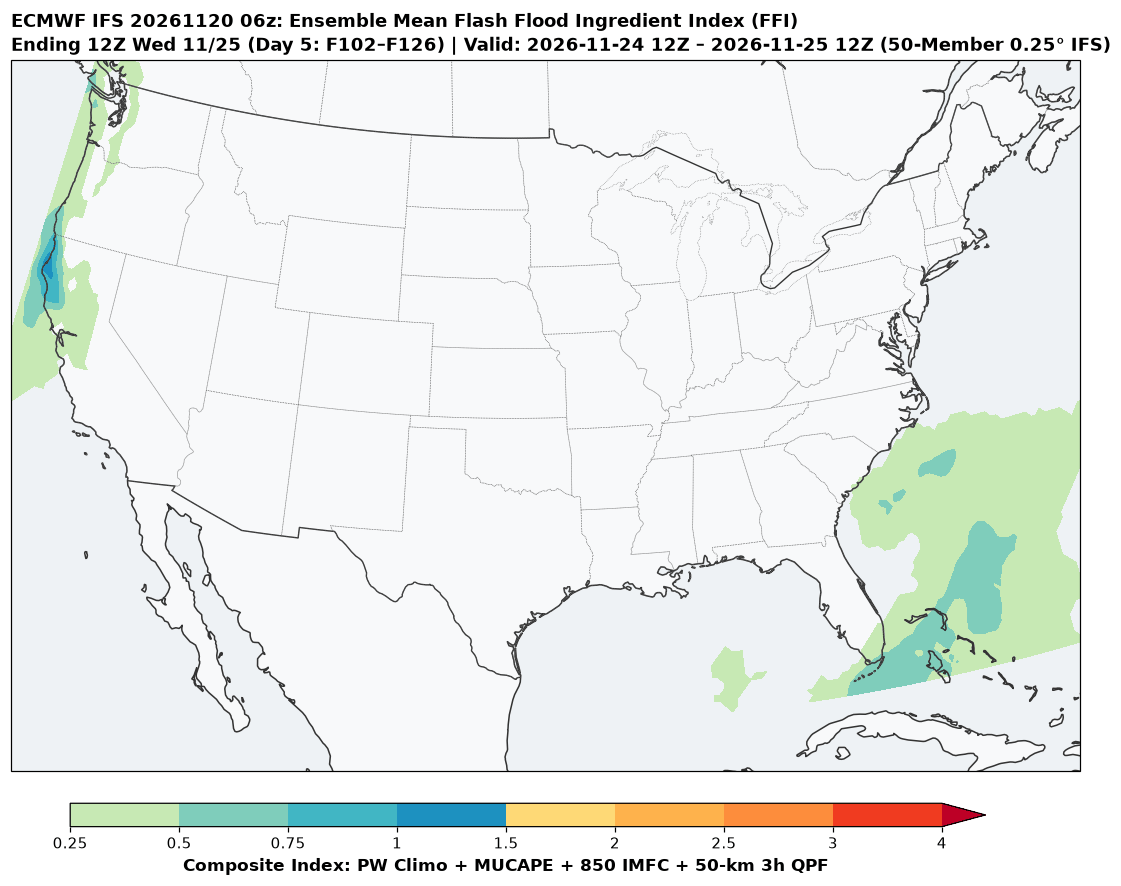 ECMWF IFS 20261120 06z: Ensemble Mean Flash Flood Ingredient Index (FFI)
Ending 12Z Wed 11/25 (Day 5: F102–F126) | Valid: 2026-11-24 12Z – 2026-11-25 12Z (50-Member 0.25° IFS)
0.25 0.5 0.75 1 1.5 2 2.5 3 4
Composite Index: PW Climo + MUCAPE + 850 IMFC + 50-km 3h QPF